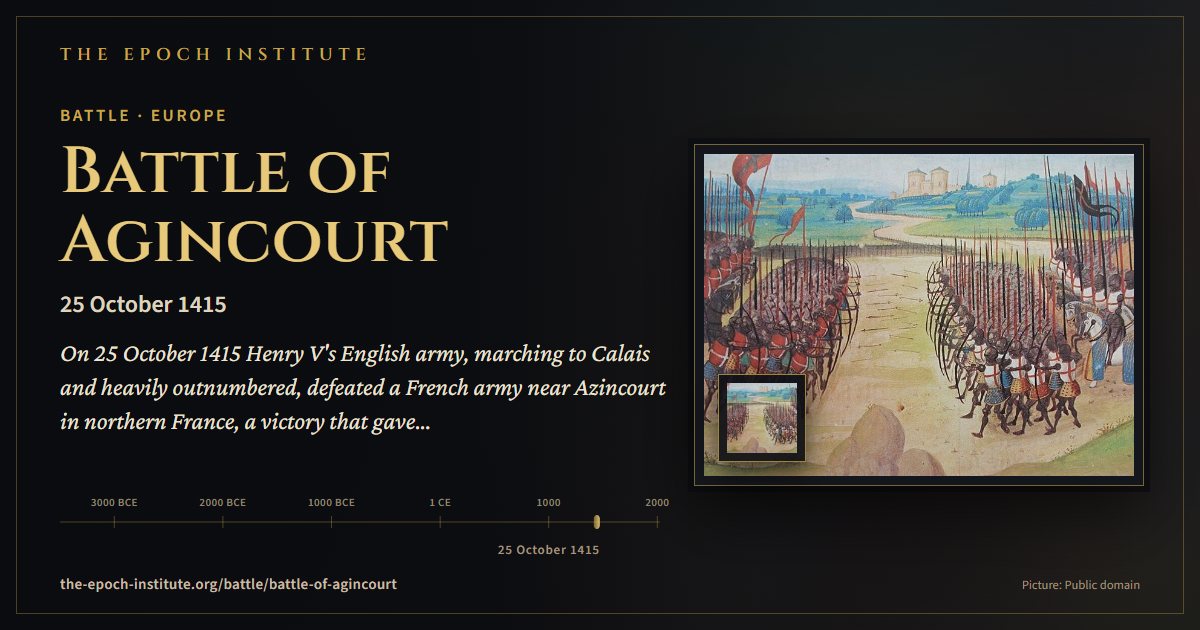 THE EPOCH INSTITUTE
BATTLE · EUROPE
BATTLE OF
AGINCOURT
25 October 1415
On 25 October 1415 Henry V's English army, marching to Calais
and heavily outnumbered, defeated a French army near Azincourt
in northern France, a victory that gave...
3000 BCE 2000 BCE 1000 BCE 1 CE 1000 2000
25 October 1415
the-epoch-institute.org/battle/battle-of-agincourt
Picture: Public domain